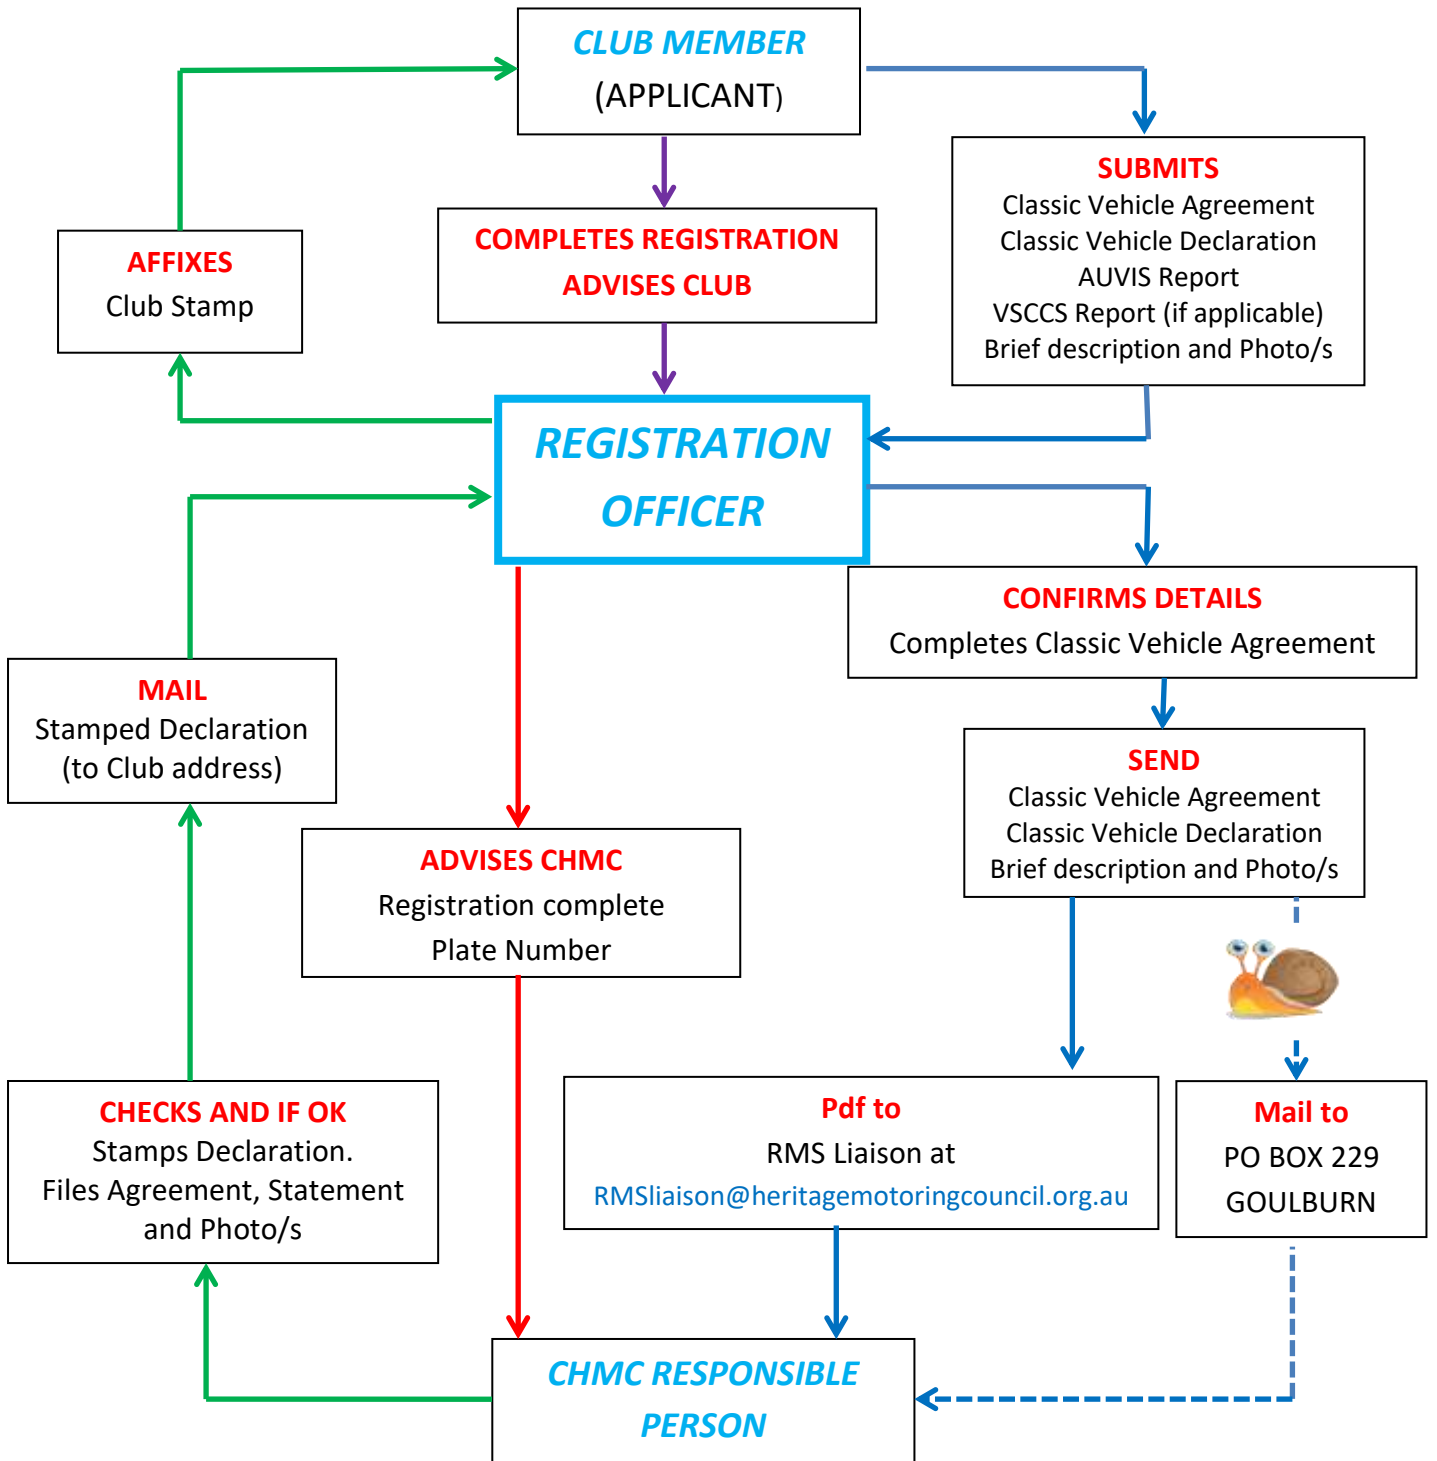 CLUB MEMBER
(APPLICANT)
SUBMITS
Classic Vehicle Agreement
Classic Vehicle Declaration
AUVIS Report
VSCCS Report (if applicable)
Brief description and Photo/s
COMPLETES REGISTRATION
ADVISES CLUB
AFFIXES
Club Stamp
REGISTRATION
OFFICER
CONFIRMS DETAILS
Completes Classic Vehicle Agreement
MAIL
Stamped Declaration
(to Club address)
SEND
Classic Vehicle Agreement
Classic Vehicle Declaration
Brief description and Photo/s
ADVISES CHMC
Registration complete
Plate Number
CHECKS AND IF OK
Stamps Declaration.
Files Agreement, Statement
and Photo/s
Pdf to
RMS Liaison at
RMSliaison@heritagemotoringcouncil.org.au
Mail to
PO BOX 229
GOULBURN
CHMC RESPONSIBLE
PERSON